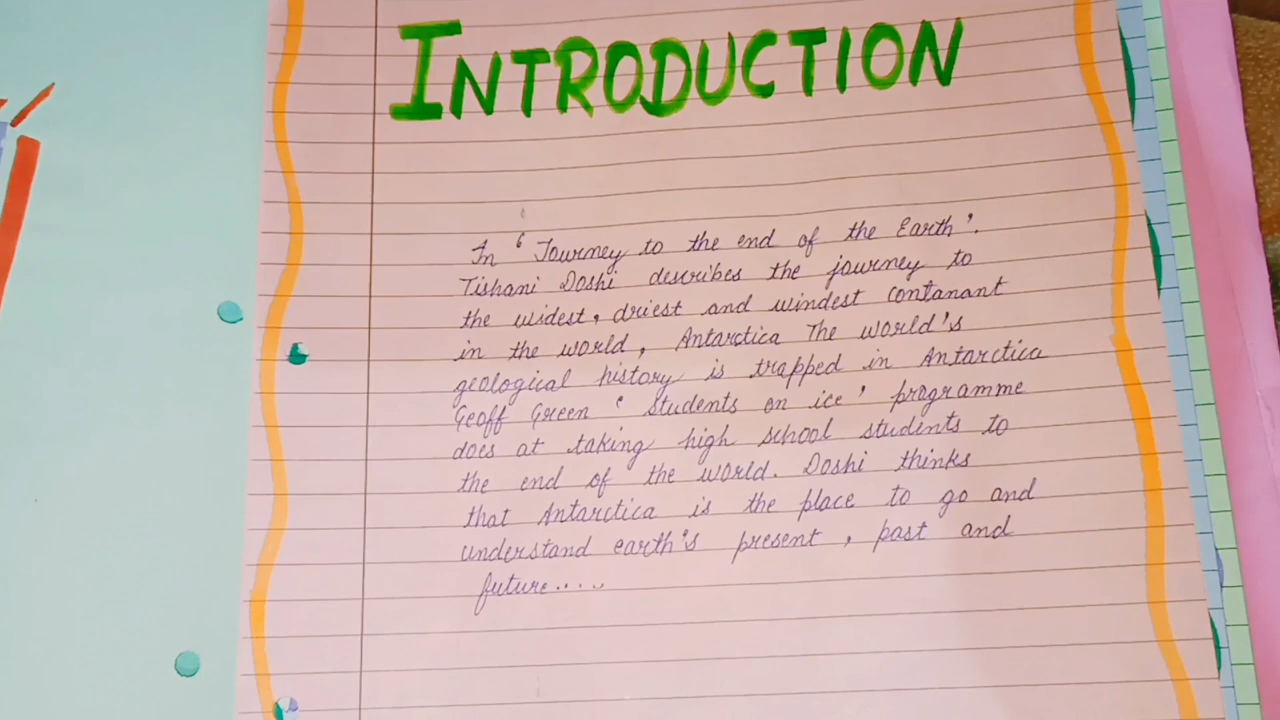 INTRODUCTION
In ‘Journey to the end of the Earth’.
Tishani Doshi describes the journey to
the widest, driest and windest contanant
in the world, Antarctica The world's
geological history is trapped in Antarctica
Geoff Green ‘students on ice’ programme
does at taking high school students to
the end of the world. Doshi thinks
that Antarctica is the place to go and
understand earth's present, past and
future.....